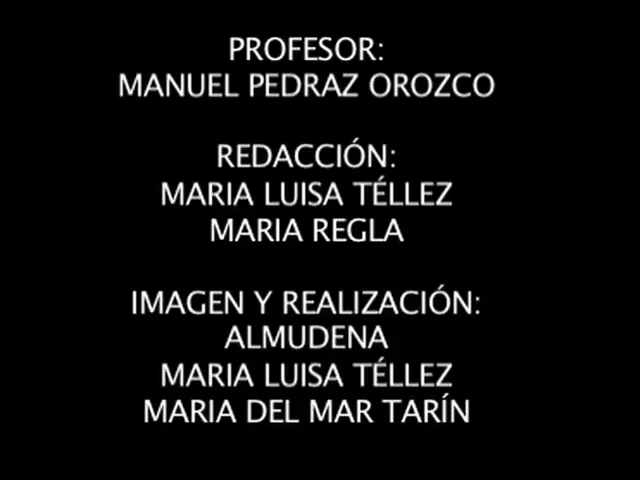 PROFESOR:
MANUEL PEDRAZ OROZCO
REDACCIÓN:
MARIA LUISA TÉLLEZ
MARIA REGLA
IMAGEN Y REALIZACIÓN:
ALMUDENA
MARIA LUISA TÉLLEZ
MARIA DEL MAR TARÍN